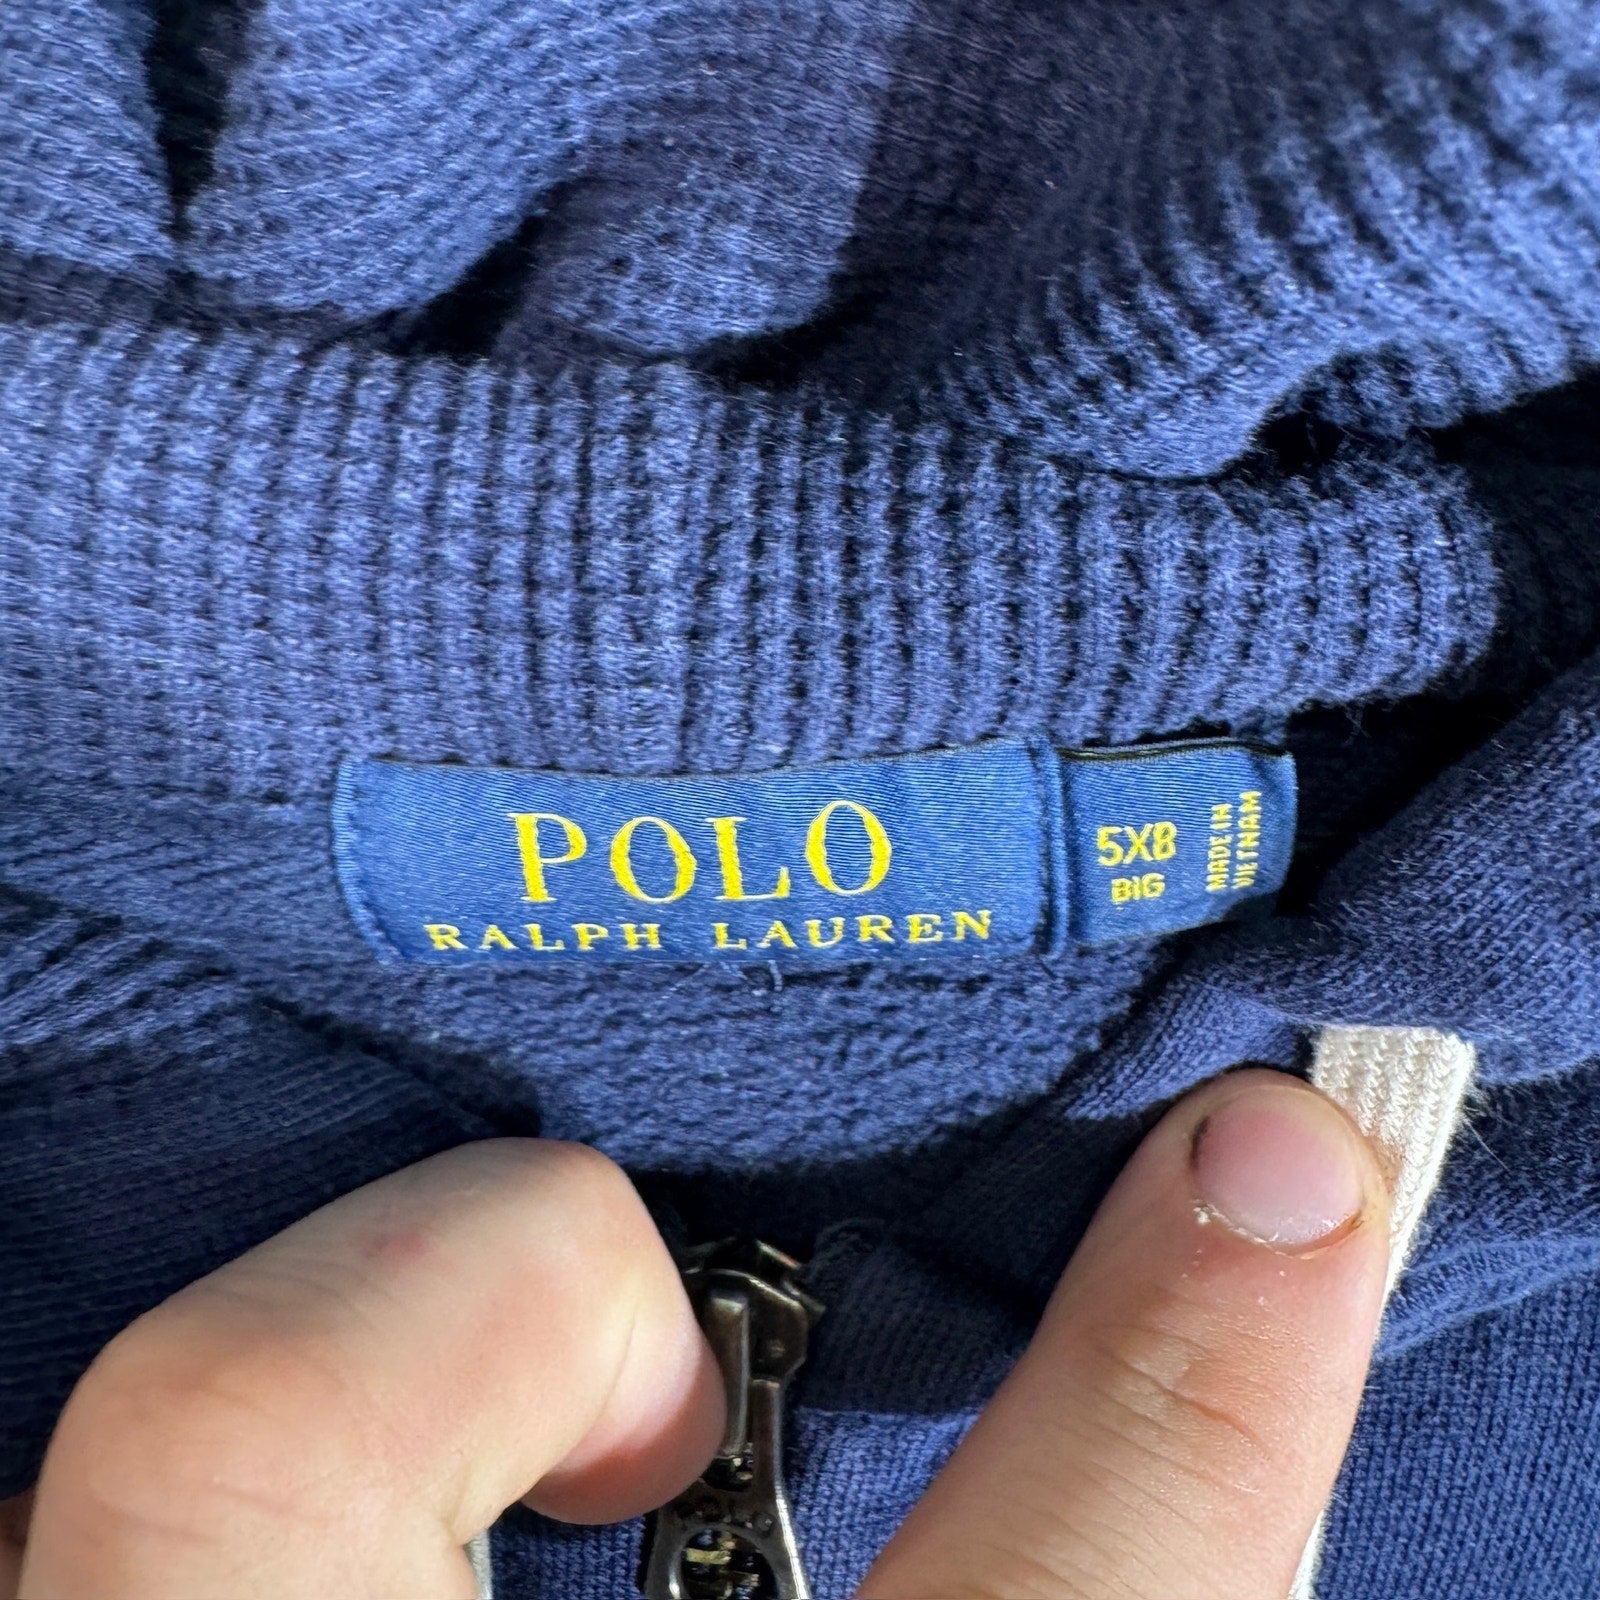 POLO
RALPH LAUREN
5XB
BIG
MADE IN
VIETNAM